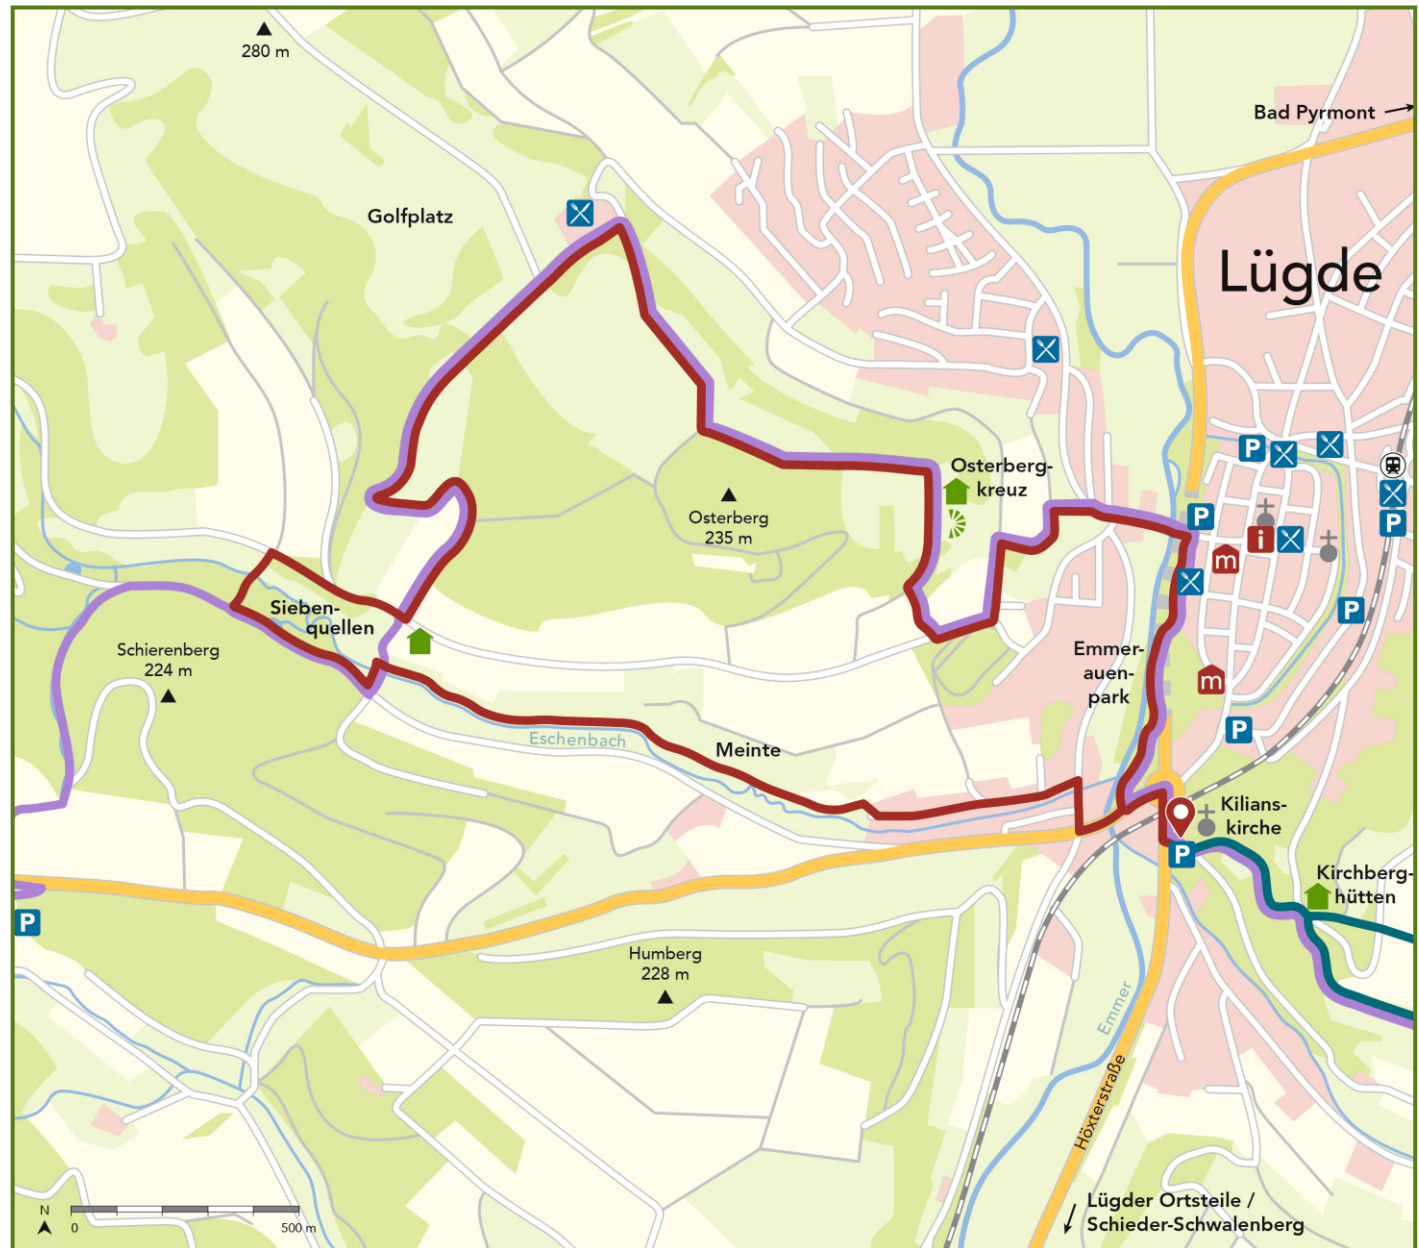 280 m
Bad Pyrmont
Golfplatz
Lügde
P
P
Osterberg-
kreuz
Osterberg
235 m
P
i
m
P
Sieben-
quellen
P
Schierenberg
224 m
Emmer-
auen-
park
m
Eschenbach
Meinte
P
Kilians-
kirche
P
Kirchberg-
hütten
P
Humberg
228 m
Emmer
Höxterstraße
N
0
500 m
Lügder Ortsteile /
Schieder-Schwalenberg